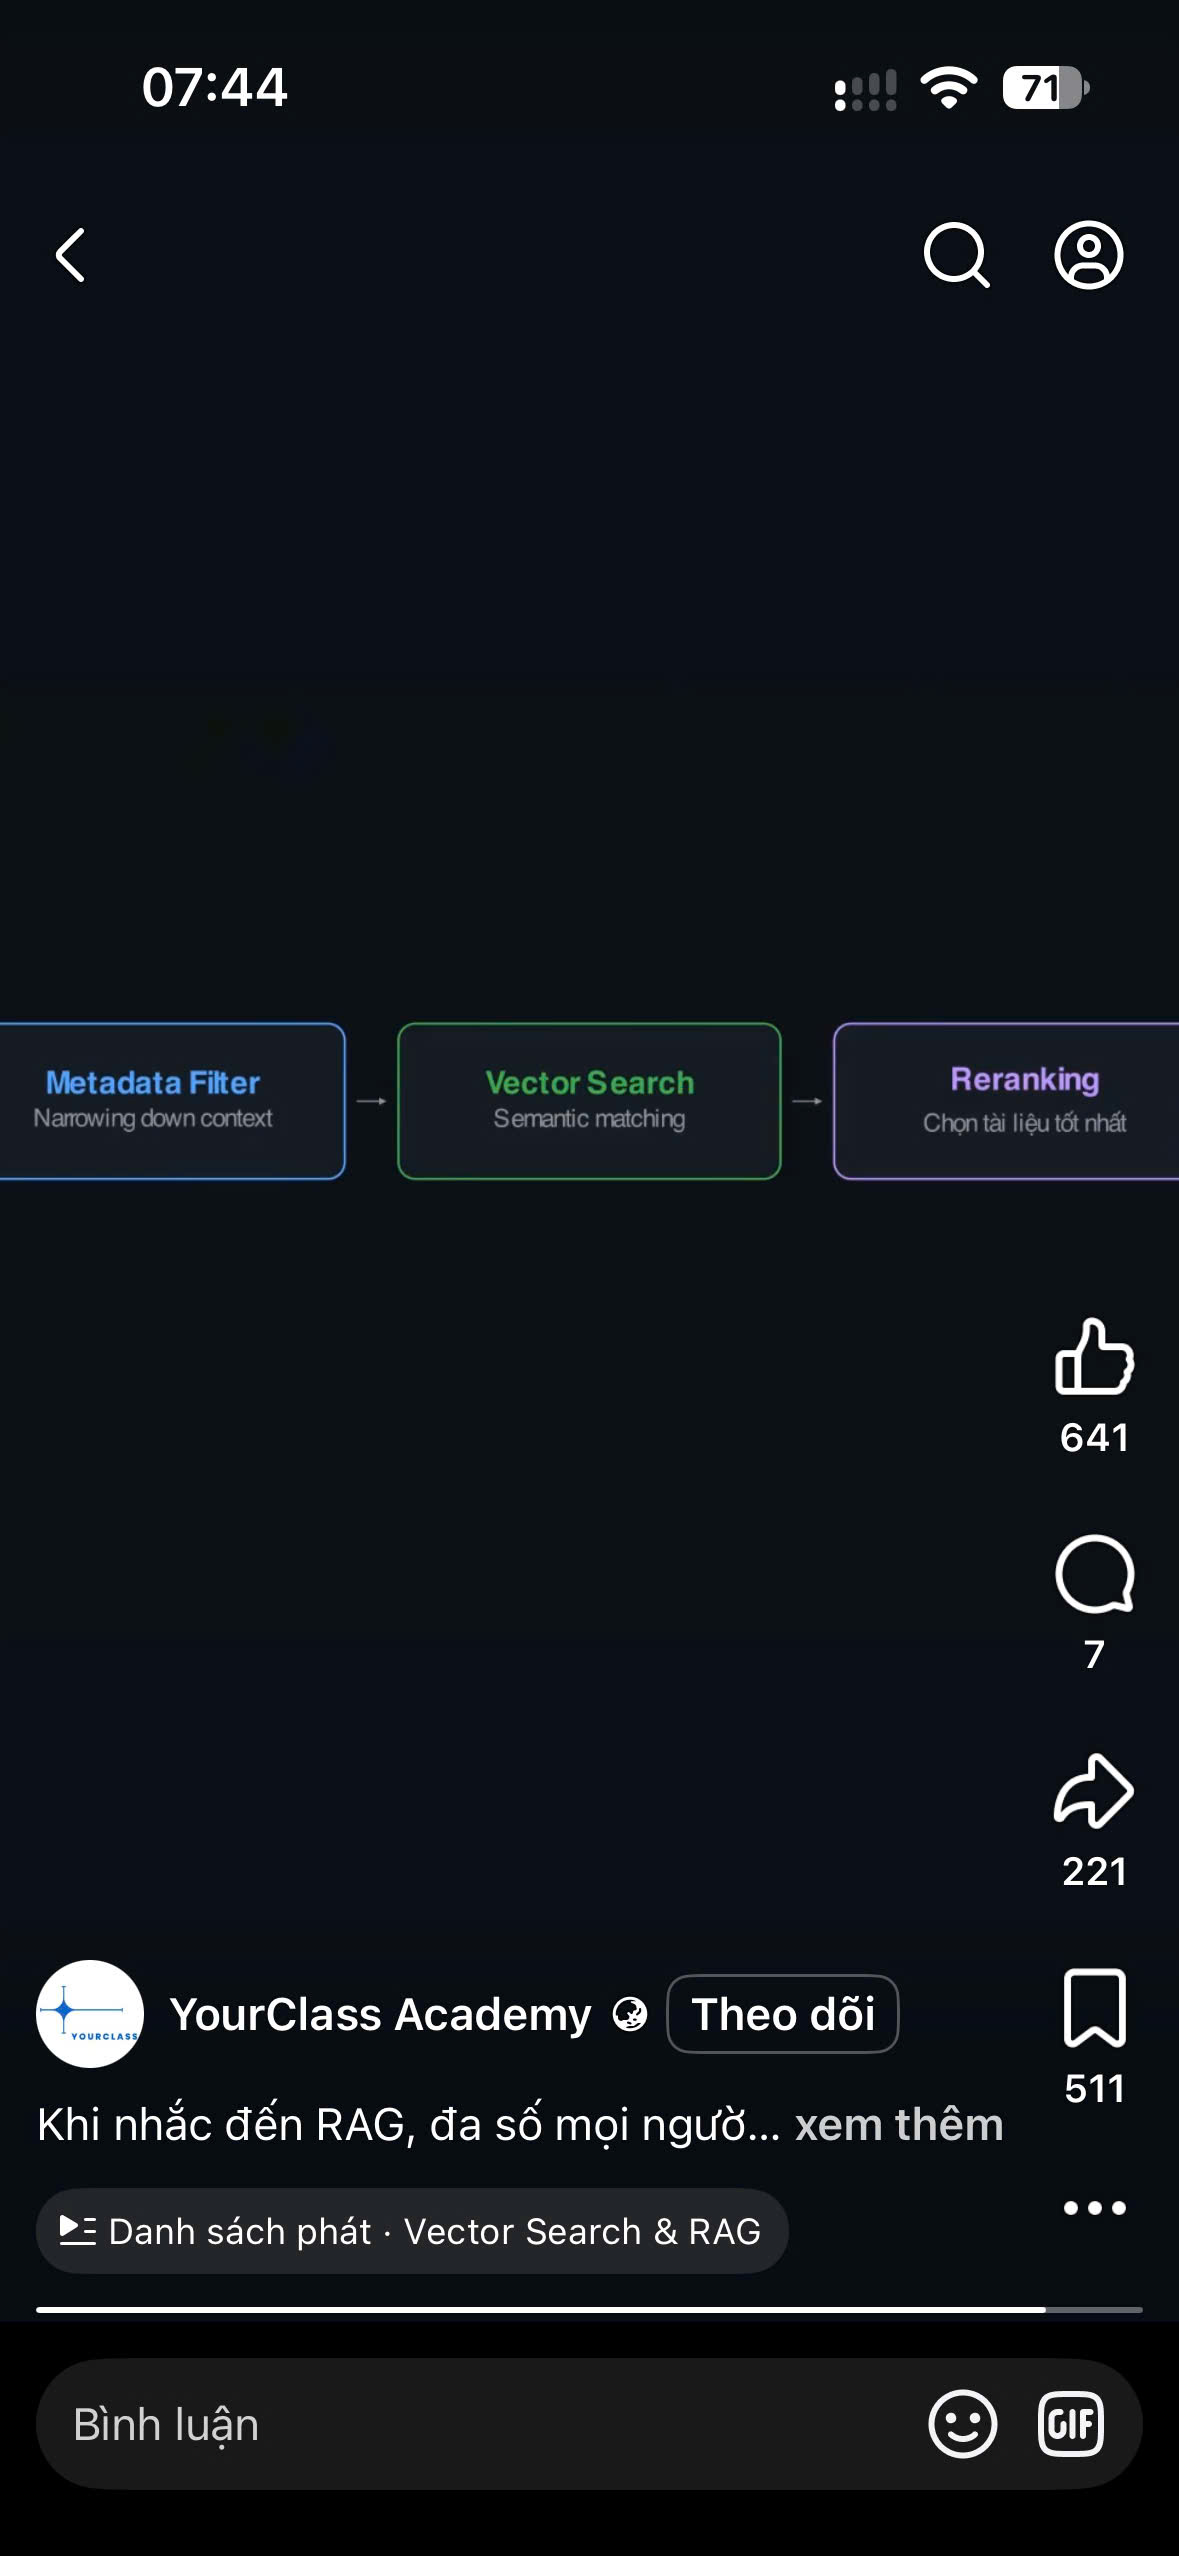 07:44
71
Metadata Filter
Narrowing down context
Vector Search
Semantic matching
Reranking
Chọn tài liệu tốt nhất
641
7
221
YOURCLASS
YourClass Academy
Theo dõi
511
Khi nhắc đến RAG, đa số mọi ngườ... xem thêm
Danh sách phát · Vector Search & RAG
Bình luận
GIF